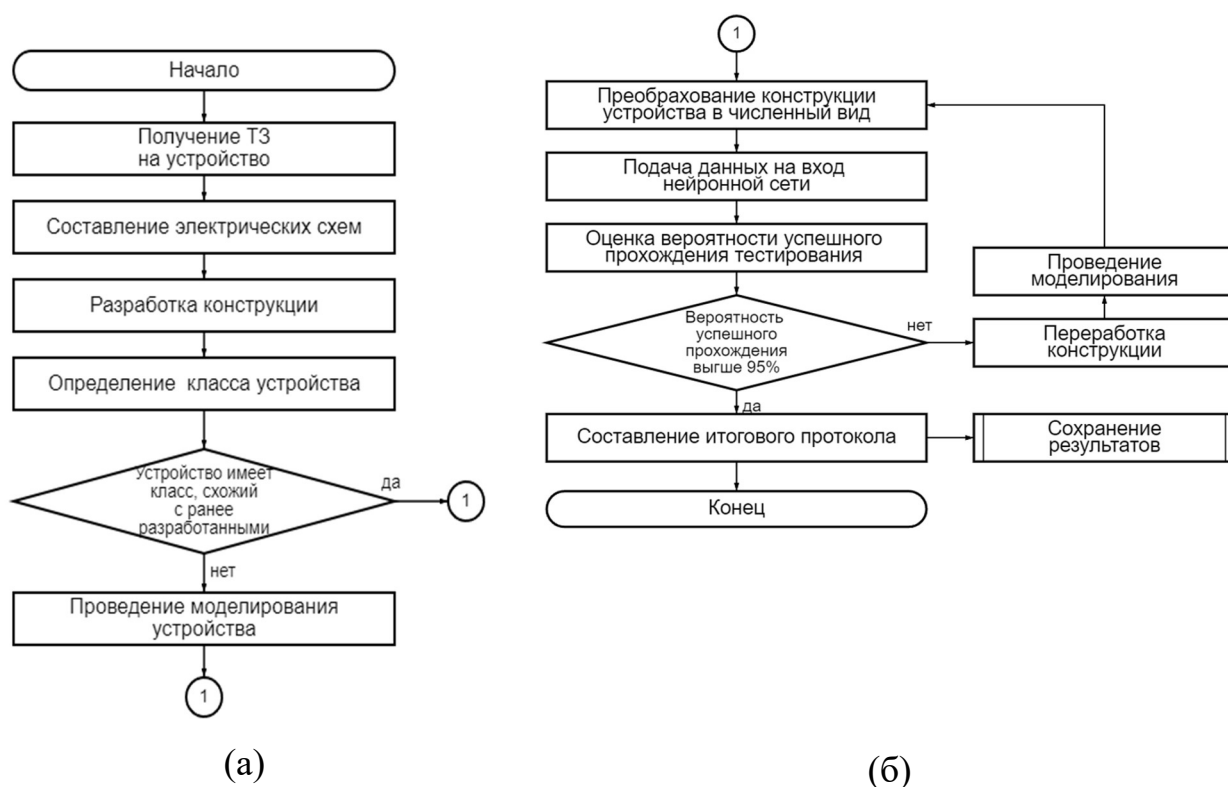 Начало
Получение ТЗ
на устройство
Составление электрических схем
Разработка конструкции
Определение класса устройства
Устройство имеет
класс, схожий
с ранее
разработанными
да
1
нет
Проведение моделирования
устройства
1
(а)
1
Преобрахование конструкции
устройства в численный вид
Подача данных на вход
нейронной сети
Оценка вероятности успешного
прохождения тестирования
Вероятность
успешного
прохождения
выгше 95%
нет
Переработка
конструкции
Проведение
моделирования
да
Составление итогового протокола
Сохранение
результатов
Конец
(б)